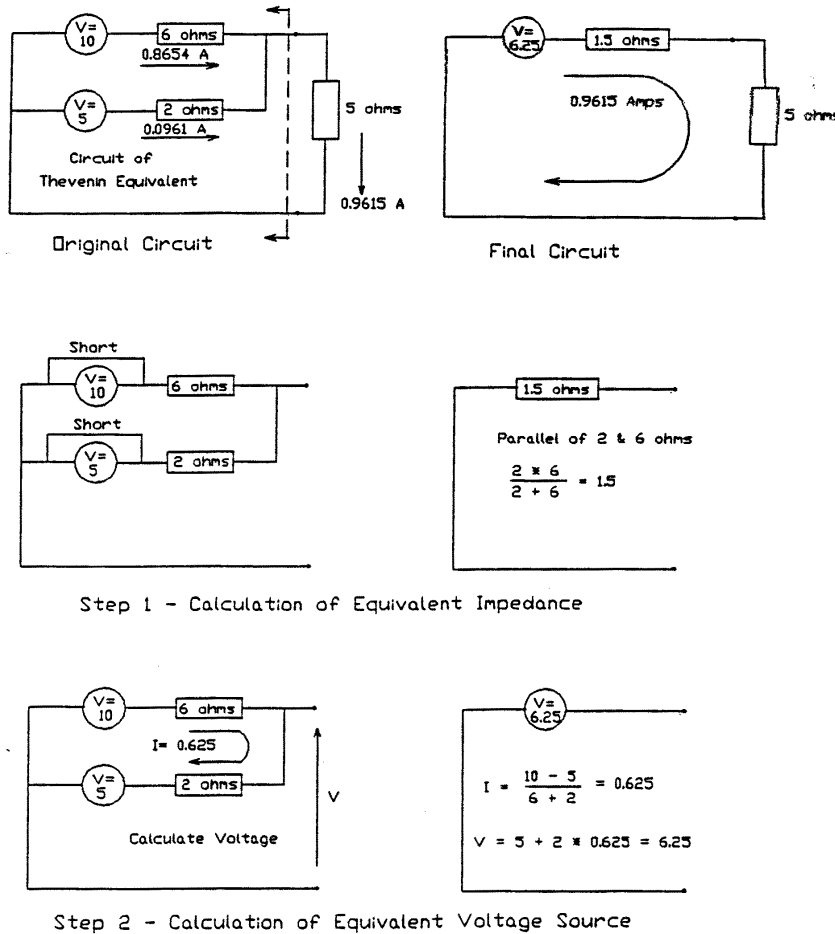 V=
10
6 ohms
0.8654 A
V=
5
2 ohms
0.0961 A
5 ohms
0.9615 A
Circuit of
Thevenin Equivalent
Original Circuit
V=
6.25
1.5 ohms
0.9615 Amps
5 ohms
Final Circuit
Short
V=
10
6 ohms
Short
V=
5
2 ohms
1.5 ohms
Parallel of 2 & 6 ohms
2 * 6
2 + 6
= 1.5
Step 1 - Calculation of Equivalent Impedance
V=
10
6 ohms
I= 0.625
V=
5
2 ohms
V
Calculate Voltage
V=
6.25
I = 10 - 5 = 0.625
6 + 2
V = 5 + 2 * 0.625 = 6.25
Step 2 - Calculation of Equivalent Voltage Source